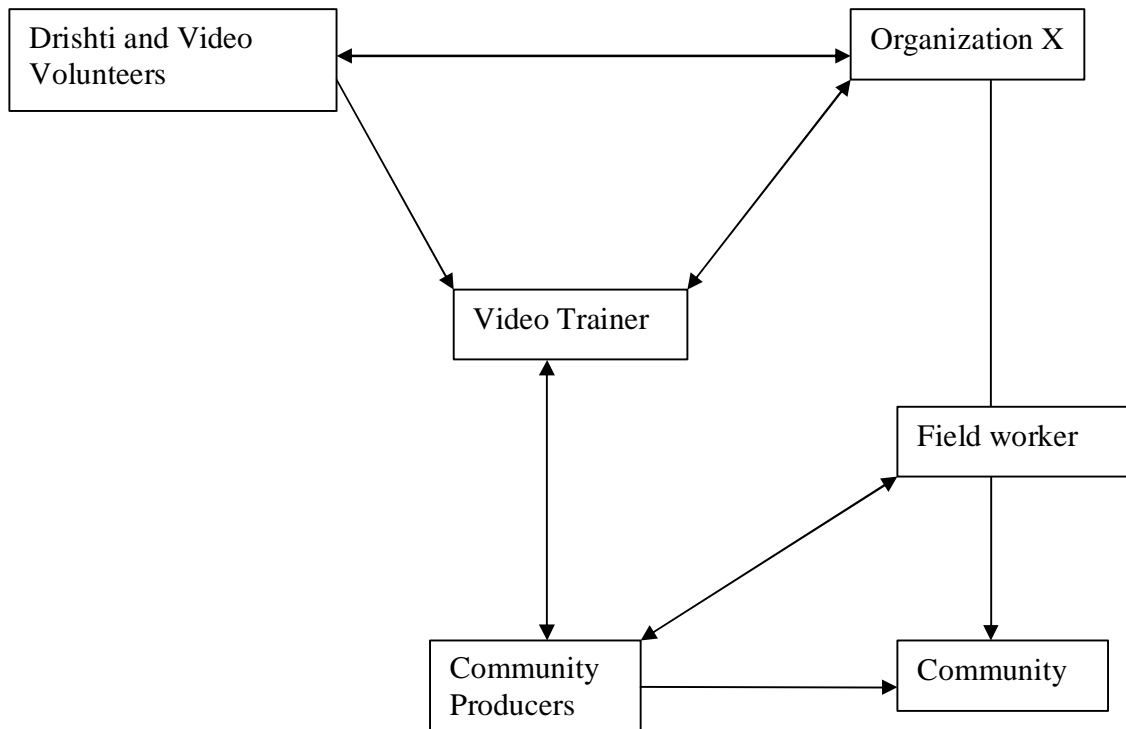 Drishti and Video
Volunteers
Organization X
Video Trainer
Field worker
Community
Producers
Community